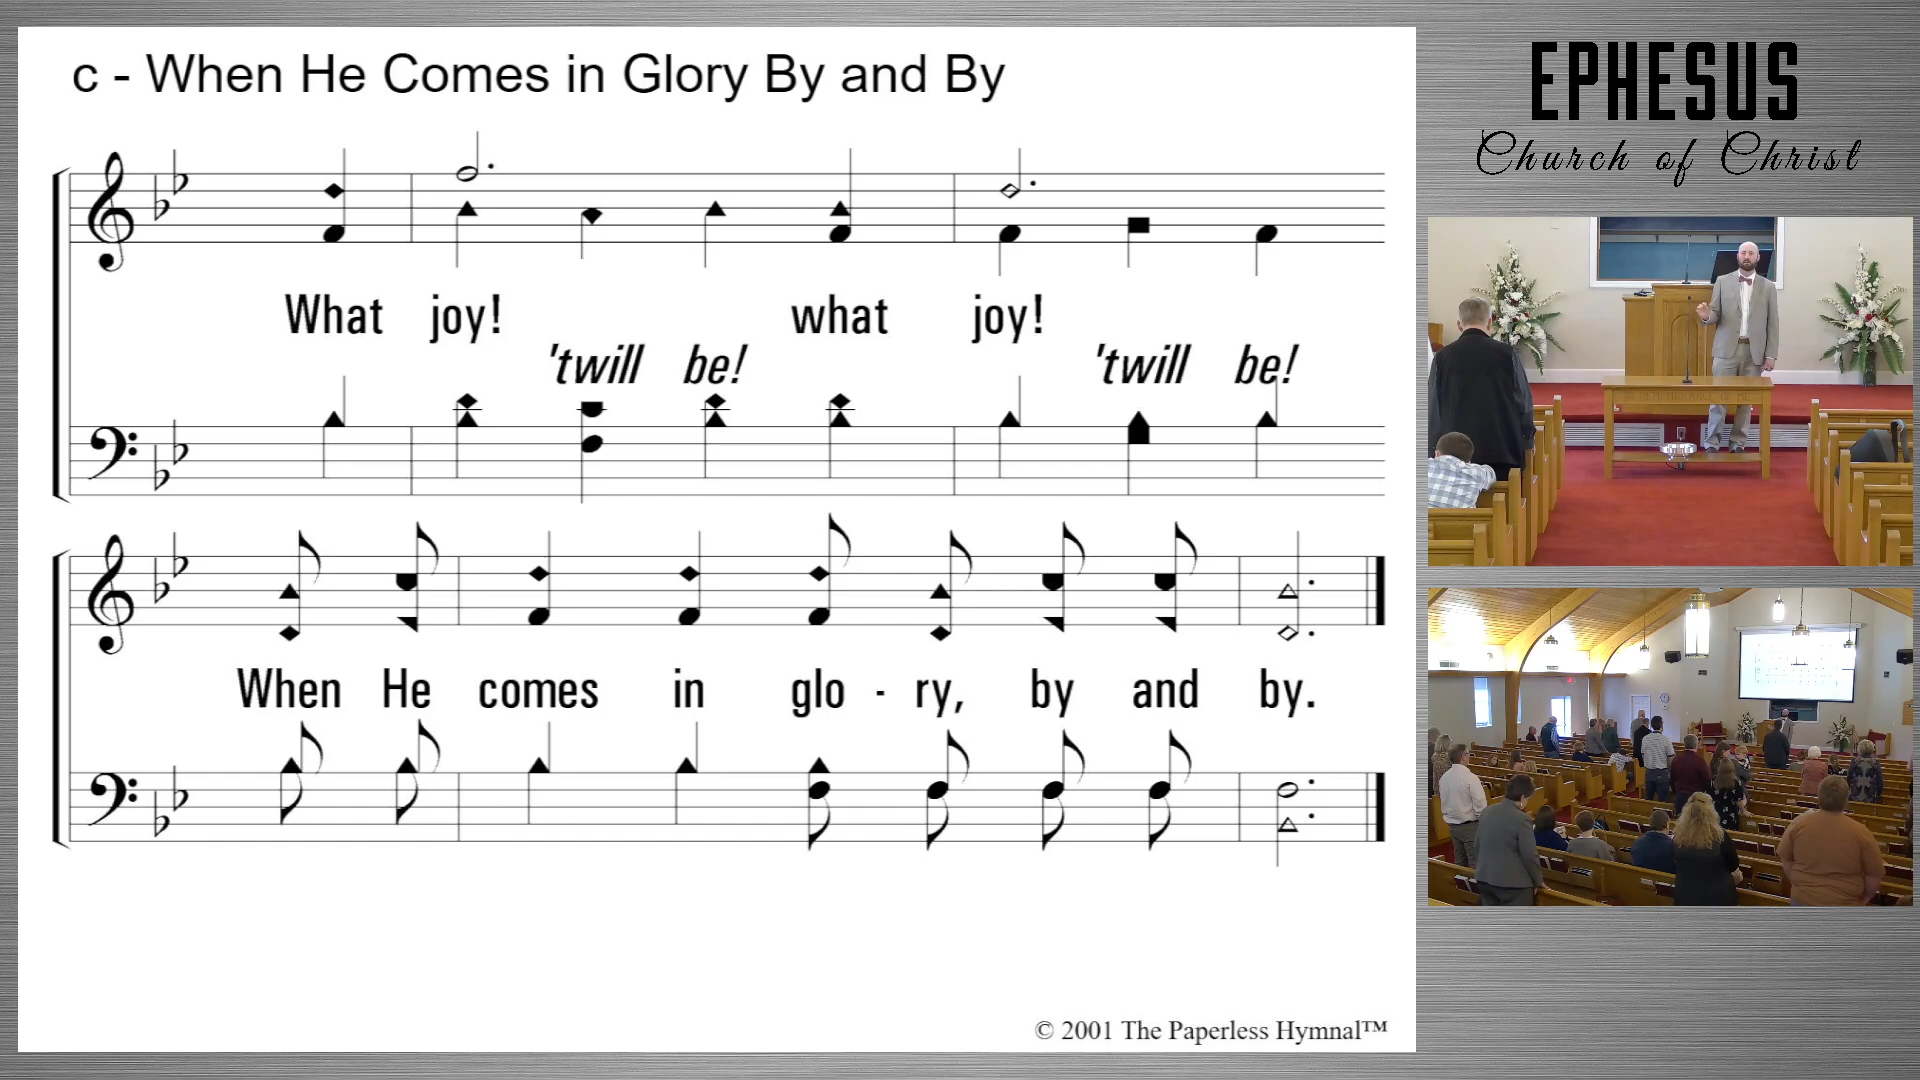 c - When He Comes in Glory By and By
What joy! what joy!
'twill be! 'twill be!
When He comes in glo - ry, by and by.
© 2001 The Paperless Hymnal™
EPHESUS
Church of Christ